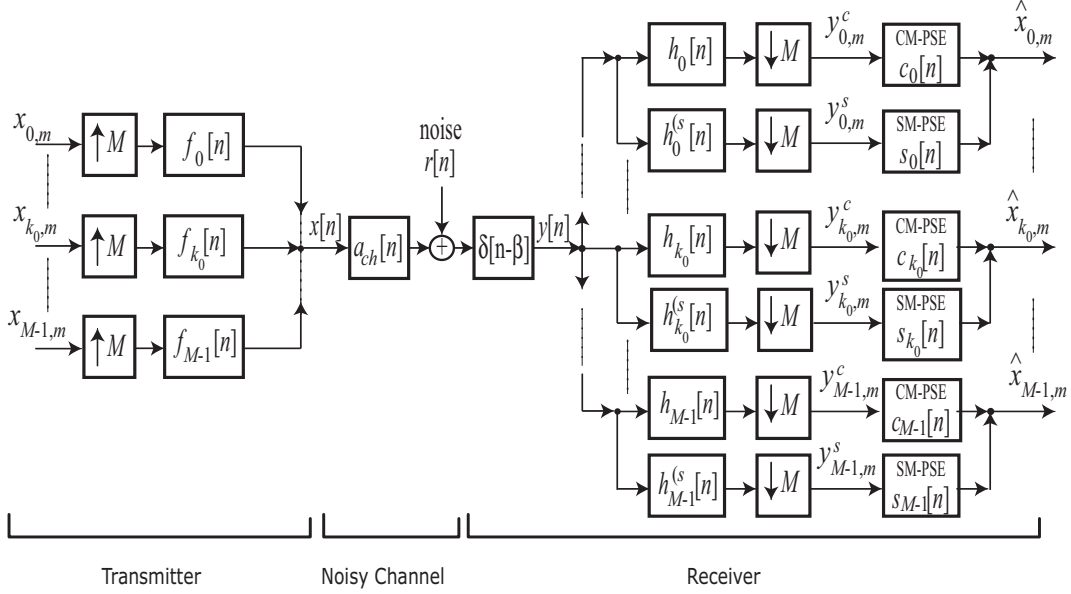 x_{0,m}
↑M
f_0[n]
x_{k_0,m}
↑M
f_{k_0}[n]
x_{M-1,m}
↑M
f_{M-1}[n]
x[n]
a_{ch}[n]
noise
r[n]
+
δ[n-β]
y[n]
h_0[n]
↓M
y^c_{0,m}
CM-PSE
c_0[n]
x̂_{0,m}
h_0^{(s}[n]
↓M
y^s_{0,m}
SM-PSE
s_0[n]
h_{k_0}[n]
↓M
y^c_{k_0,m}
CM-PSE
c_{k_0}[n]
x̂_{k_0,m}
h_{k_0}^{(s}[n]
↓M
y^s_{k_0,m}
SM-PSE
s_{k_0}[n]
h_{M-1}[n]
↓M
y^c_{M-1,m}
CM-PSE
c_{M-1}[n]
x̂_{M-1,m}
h_{M-1}^{(s}[n]
↓M
y^s_{M-1,m}
SM-PSE
s_{M-1}[n]
Transmitter
Noisy Channel
Receiver